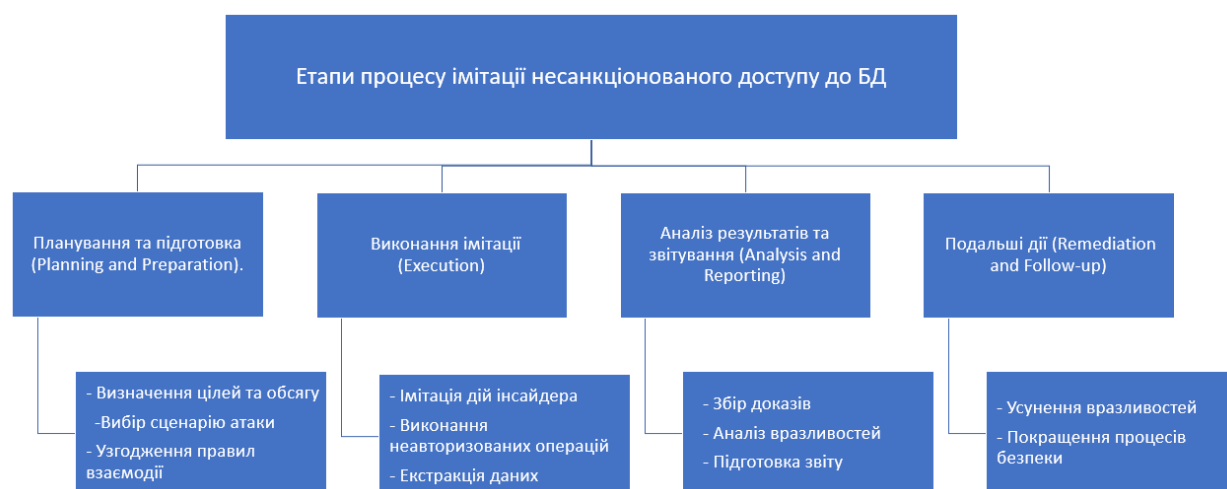 Етапи процесу імітації несанкціонованого доступу до БД
Планування та підготовка
(Planning and Preparation).
Виконання імітації
(Execution)
Аналіз результатів та
звітування (Analysis and
Reporting)
Подальші дії (Remediation
and Follow-up)
- Визначення цілей та обсягу
-Вибір сценарію атаки
- Узгодження правил
взаємодії
- Імітація дій інсайдера
- Виконання
неавторизованих операцій
- Екстракція даних
- Збір доказів
- Аналіз вразливостей
- Підготовка звіту
- Усунення вразливостей
- Покращення процесів
безпеки